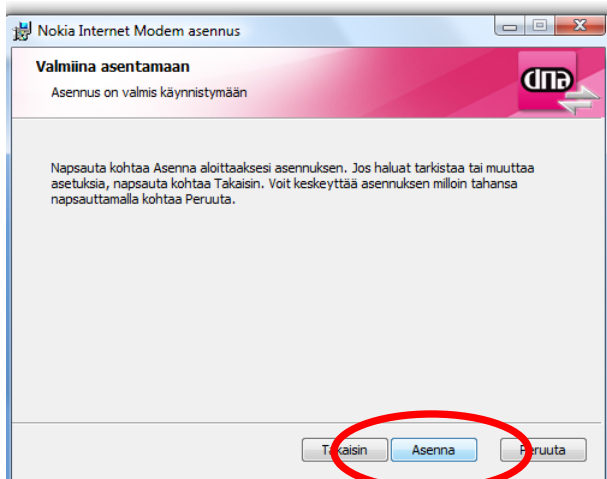 Nokia Internet Modem asennus
Valmiina asentamaan
Asennus on valmis käynnistymään
dna
Napsauta kohtaa Asenna aloittaaksesi asennuksen. Jos haluat tarkistaa tai muuttaa
asetuksia, napsauta kohtaa Takaisin. Voit keskeyttää asennuksen milloin tahansa
napsauttamalla kohtaa Peruuta.
Takaisin Asenna Peruuta